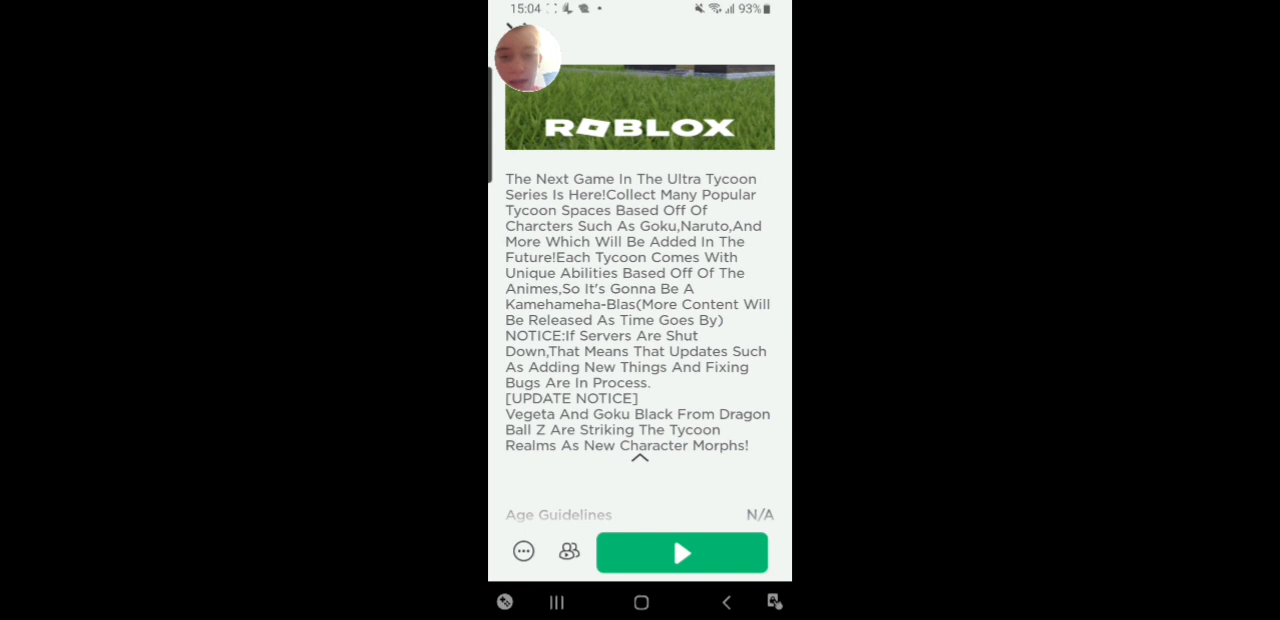 15:04
93%
ROBLOX
The Next Game In The Ultra Tycoon
Series Is Here!Collect Many Popular
Tycoon Spaces Based Off Of
Charcters Such As Goku,Naruto,And
More Which Will Be Added In The
Future!Each Tycoon Comes With
Unique Abilities Based Off Of The
Animes,So It's Gonna Be A
Kamehameha-Blas(More Content Will
Be Released As Time Goes By)
NOTICE:If Servers Are Shut
Down,That Means That Updates Such
As Adding New Things And Fixing
Bugs Are In Process.
[UPDATE NOTICE]
Vegeta And Goku Black From Dragon
Ball Z Are Striking The Tycoon
Realms As New Character Morphs!
Age Guidelines N/A